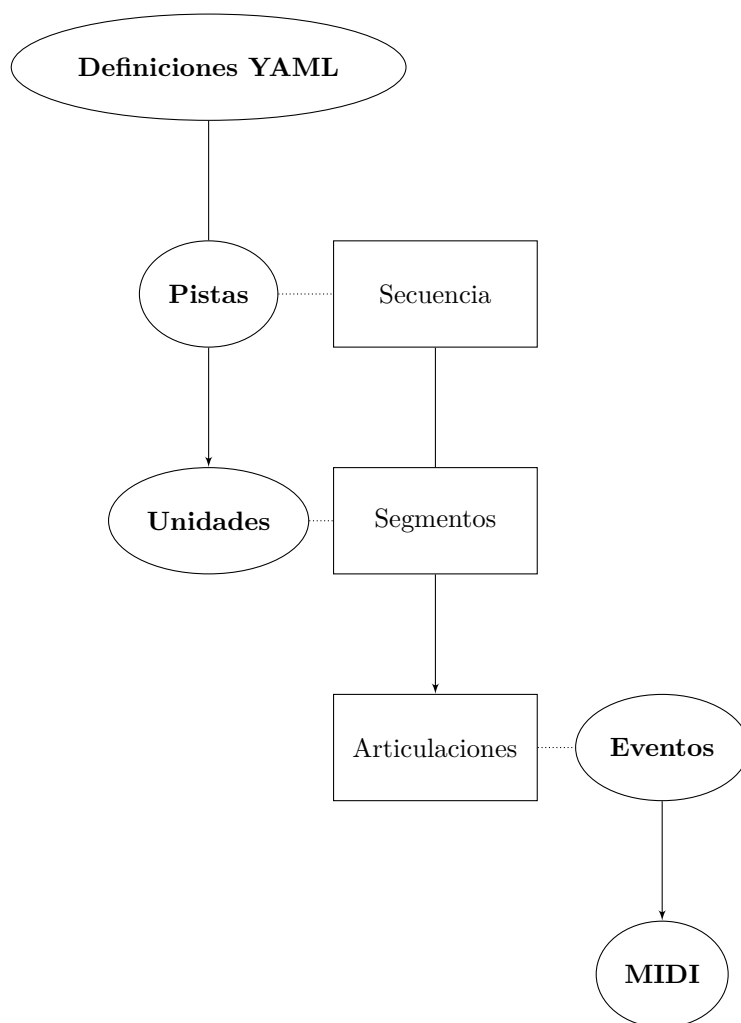 Definiciones YAML
Pistas
Secuencia
Unidades
Segmentos
Articulaciones
Eventos
MIDI